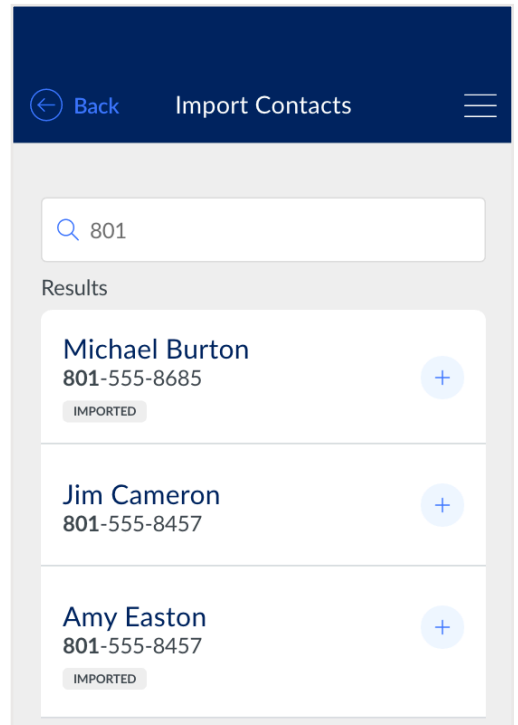 Back
Import Contacts
801
Results
Michael Burton
801-555-8685
IMPORTED
Jim Cameron
801-555-8457
Amy Easton
801-555-8457
IMPORTED